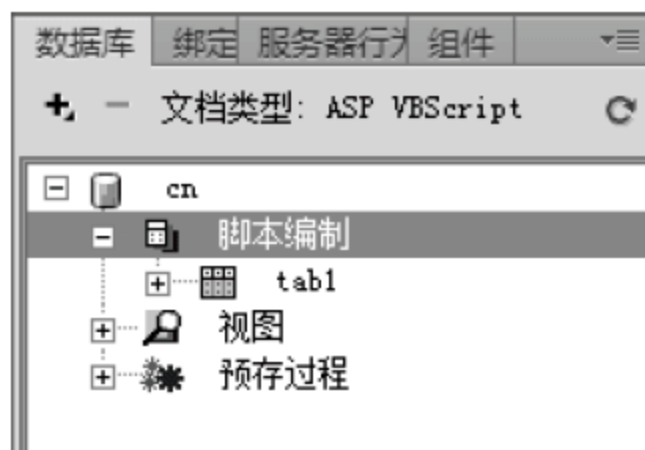 数据库 绑定 服务器行为 组件
文档类型: ASP VBScript
cn
脚本编制
tab1
视图
预存过程